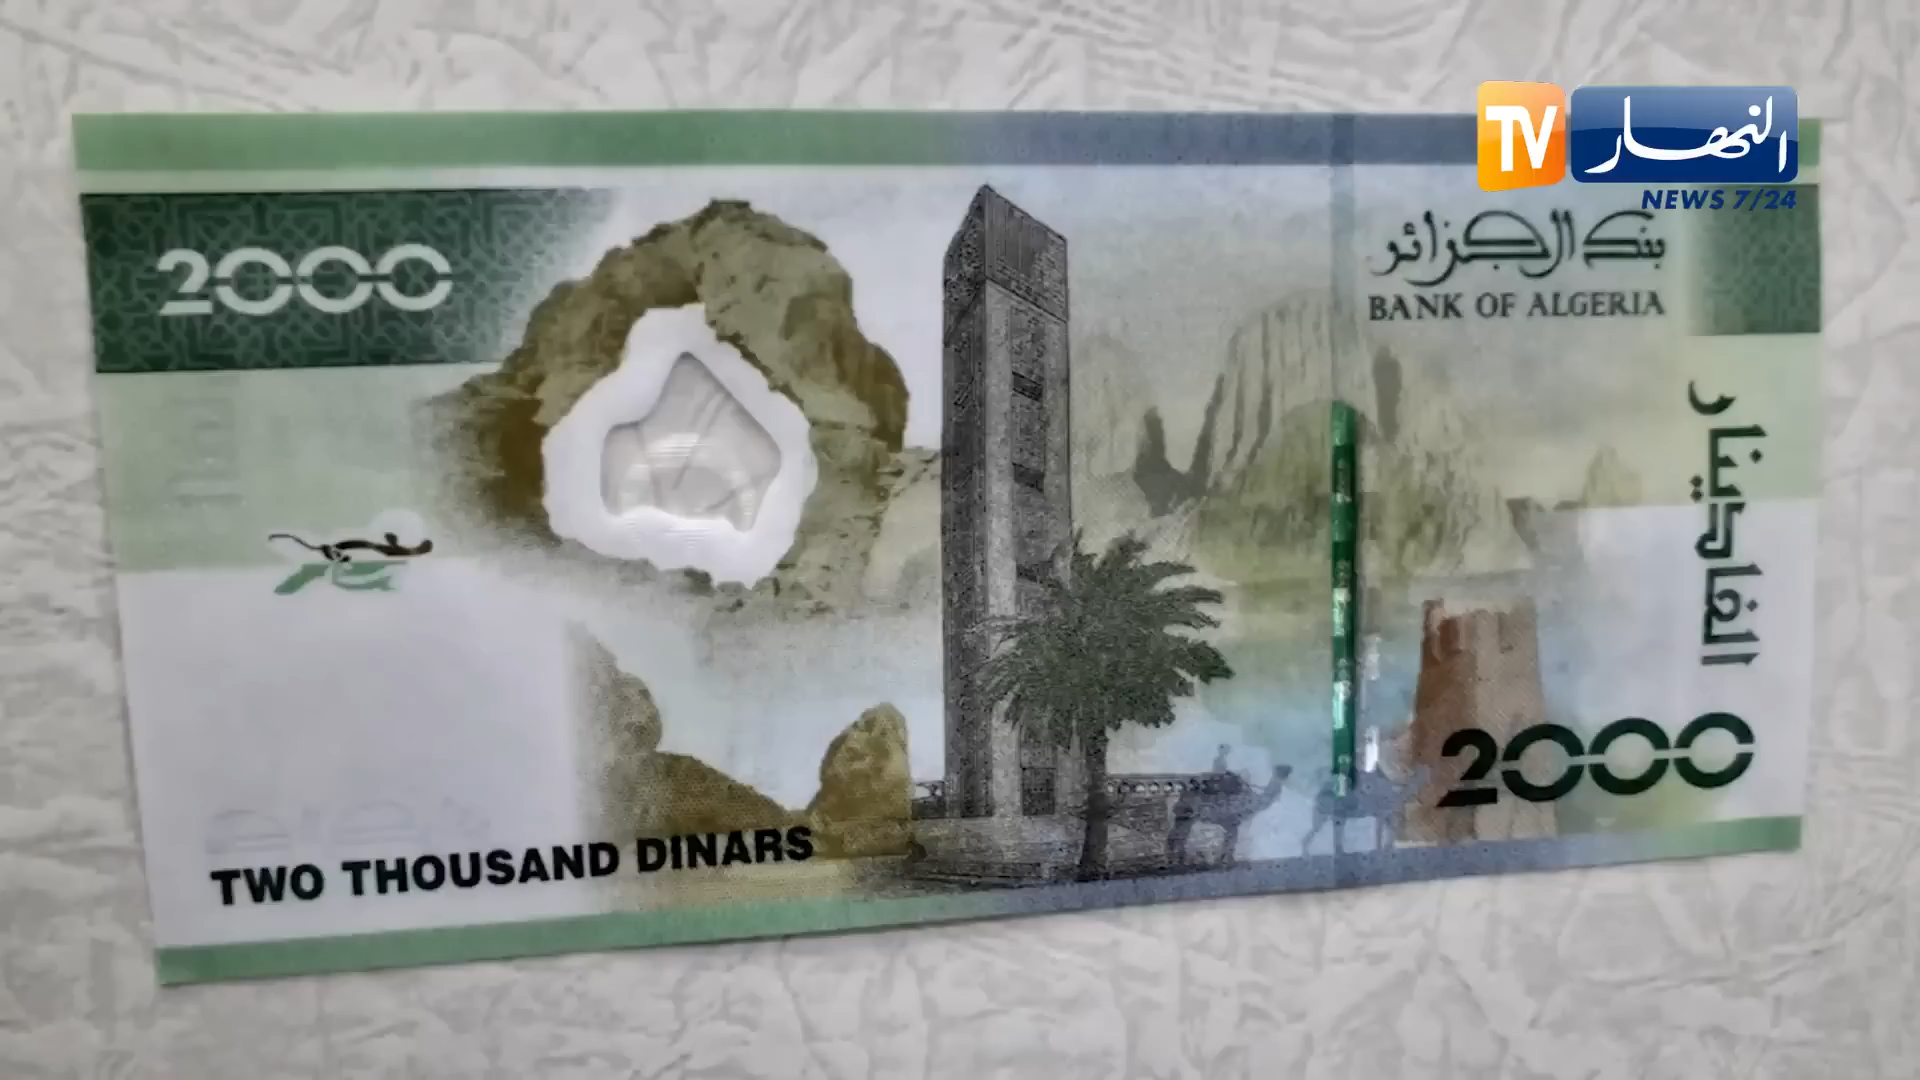 TV النهار
NEWS 7/24
2000
بنك الجزائر
BANK OF ALGERIA
ألفا دينار
2000
TWO THOUSAND DINARS